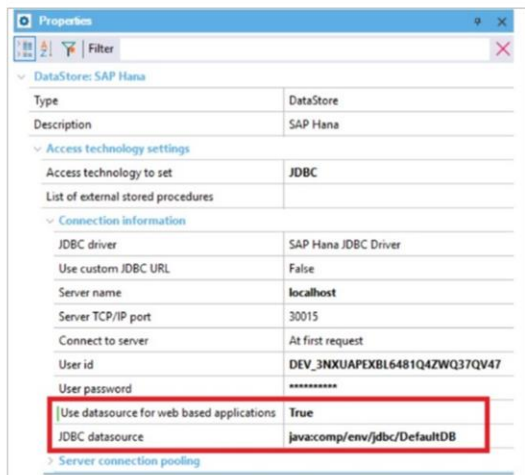 Properties
Filter
DataStore: SAP Hana
Type DataStore
Description SAP Hana
Access technology settings
Access technology to set JDBC
List of external stored procedures
Connection information
JDBC driver SAP Hana JDBC Driver
Use custom JDBC URL False
Server name localhost
Server TCP/IP port 30015
Connect to server At first request
User id DEV_3NXUAPEXBL6481Q4ZWQ37QV47
User password **********
Use datasource for web based applications True
JDBC datasource java:comp/env/jdbc/DefaultDB
Server connection pooling